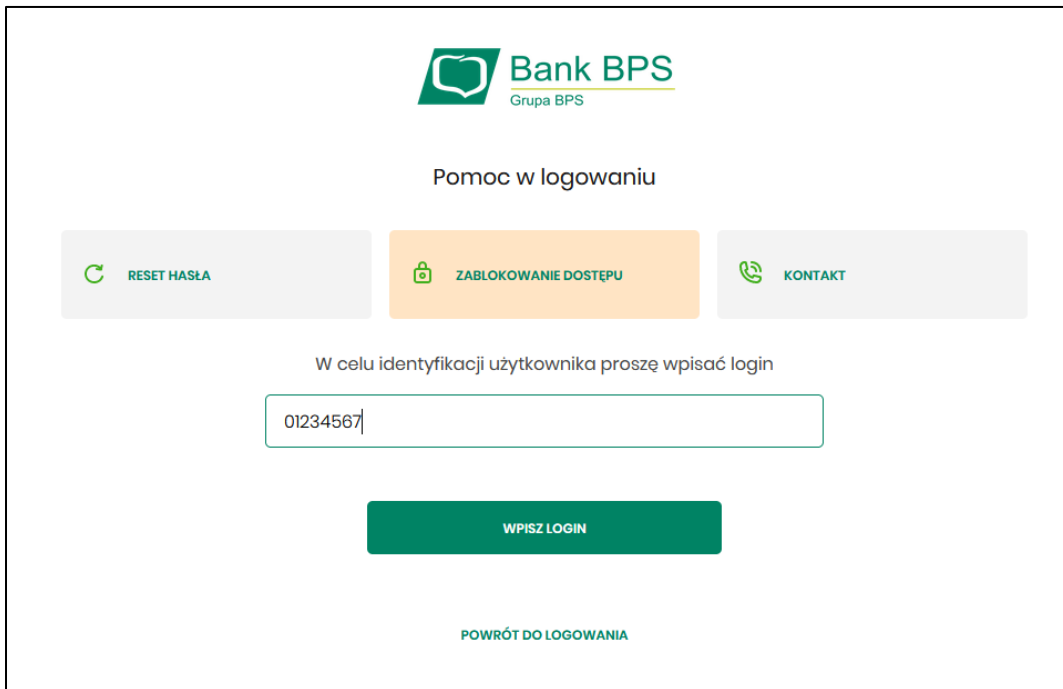 Bank BPS
Grupa BPS
Pomoc w logowaniu
RESET HASŁA
ZABLOKOWANIE DOSTĘPU
KONTAKT
W celu identyfikacji użytkownika proszę wpisać login
01234567
WPISZ LOGIN
POWRÓT DO LOGOWANIA